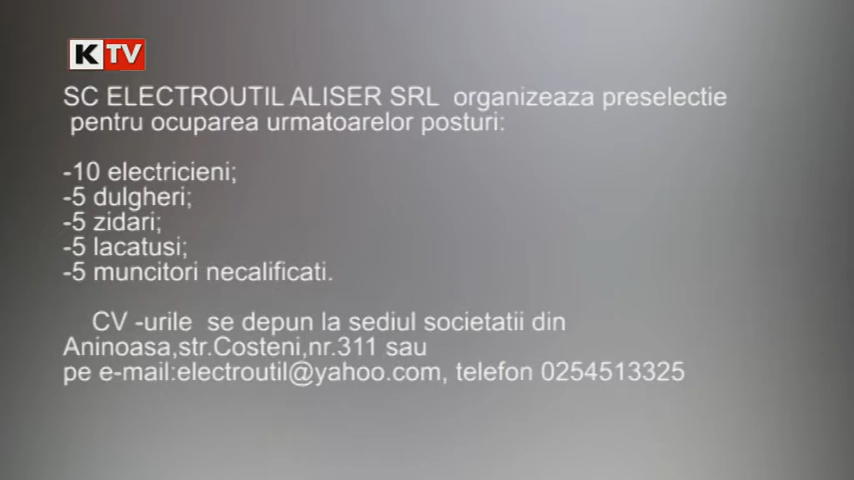 K TV
SC ELECTROUTIL ALISER SRL organizeaza preselectie
pentru ocuparea urmatoarelor posturi:
-10 electricieni;
-5 dulgheri;
-5 zidari;
-5 lacatusi;
-5 muncitori necalificati.
CV -urile se depun la sediul societatii din
Aninoasa,str.Costeni,nr.311 sau
pe e-mail:electroutil@yahoo.com, telefon 0254513325